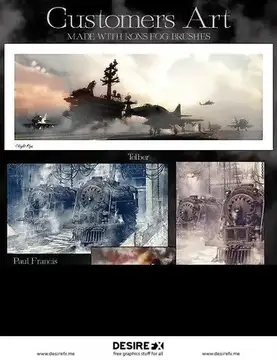 Customers Art
MADE WITH RONS FOG BRUSHES
Telbor
Paul Francis
DESIRE FX
free graphics stuff for all
www.desirefx.me
www.desirefx.me